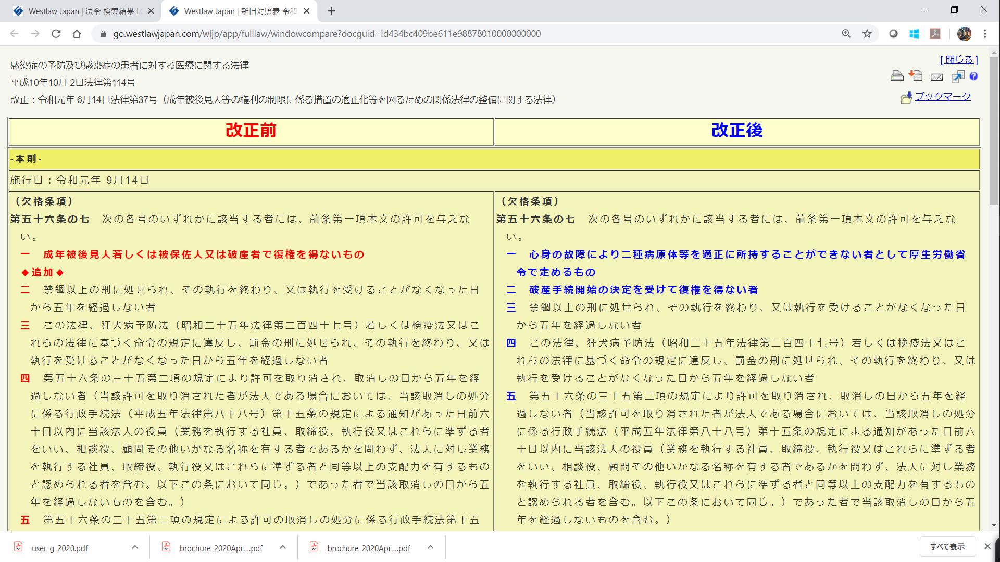 Westlaw Japan | 法令 検索結果 L
Westlaw Japan | 新旧対照表 令和
go.westlawjapan.com/wljp/app/fulllaw/windowcompare?docguid=Id434bc409be611e98878010000000000
[ 閉じる ]
感染症の予防及び感染症の患者に対する医療に関する法律
平成10年10月 2日法律第114号
改正：令和元年 6月14日法律第37号（成年被後見人等の権利の制限に係る措置の適正化等を図るための関係法律の整備に関する法律）
ブックマーク
改正前
改正後
-本則-
施行日：令和元年 9月14日
（欠格条項）
第五十六条の七　次の各号のいずれかに該当する者には、前条第一項本文の許可を与えな
い。
一　成年被後見人若しくは被保佐人又は破産者で復権を得ないもの
◆追加◆
二　禁錮以上の刑に処せられ、その執行を終わり、又は執行を受けることがなくなった日
から五年を経過しない者
三　この法律、狂犬病予防法（昭和二十五年法律第二百四十七号）若しくは検疫法又はこ
れらの法律に基づく命令の規定に違反し、罰金の刑に処せられ、その執行を終わり、又は
執行を受けることがなくなった日から五年を経過しない者
四　第五十六条の三十五第二項の規定により許可を取り消され、取消しの日から五年を経
過しない者（当該許可を取り消された者が法人である場合においては、当該取消しの処分
に係る行政手続法（平成五年法律第八十八号）第十五条の規定による通知があった日前六
十日以内に当該法人の役員（業務を執行する社員、取締役、執行役又はこれらに準ずる者
をいい、相談役、顧問その他いかなる名称を有する者であるかを問わず、法人に対し業務
を執行する社員、取締役、執行役又はこれらに準ずる者と同等以上の支配力を有するもの
と認められる者を含む。以下この条において同じ。）であった者で当該取消しの日から五
年を経過しないものを含む。）
五　第五十六条の三十五第二項の規定による許可の取消しの処分に係る行政手続法第十五
（欠格条項）
第五十六条の七　次の各号のいずれかに該当する者には、前条第一項本文の許可を与えな
い。
一　心身の故障により二種病原体等を適正に所持することができない者として厚生労働省
令で定めるもの
二　破産手続開始の決定を受けて復権を得ない者
三　禁錮以上の刑に処せられ、その執行を終わり、又は執行を受けることがなくなった日
から五年を経過しない者
四　この法律、狂犬病予防法（昭和二十五年法律第二百四十七号）若しくは検疫法又はこ
れらの法律に基づく命令の規定に違反し、罰金の刑に処せられ、その執行を終わり、又は
執行を受けることがなくなった日から五年を経過しない者
五　第五十六条の三十五第二項の規定により許可を取り消され、取消しの日から五年を経
過しない者（当該許可を取り消された者が法人である場合においては、当該取消しの処分
に係る行政手続法（平成五年法律第八十八号）第十五条の規定による通知があった日前六
十日以内に当該法人の役員（業務を執行する社員、取締役、執行役又はこれらに準ずる者
をいい、相談役、顧問その他いかなる名称を有する者であるかを問わず、法人に対し業務
を執行する社員、取締役、執行役又はこれらに準ずる者と同等以上の支配力を有するもの
と認められる者を含む。以下この条において同じ。）であった者で当該取消しの日から五
年を経過しないものを含む。）
user_g_2020.pdf
brochure_2020Apr....pdf
brochure_2020Apr....pdf
すべて表示